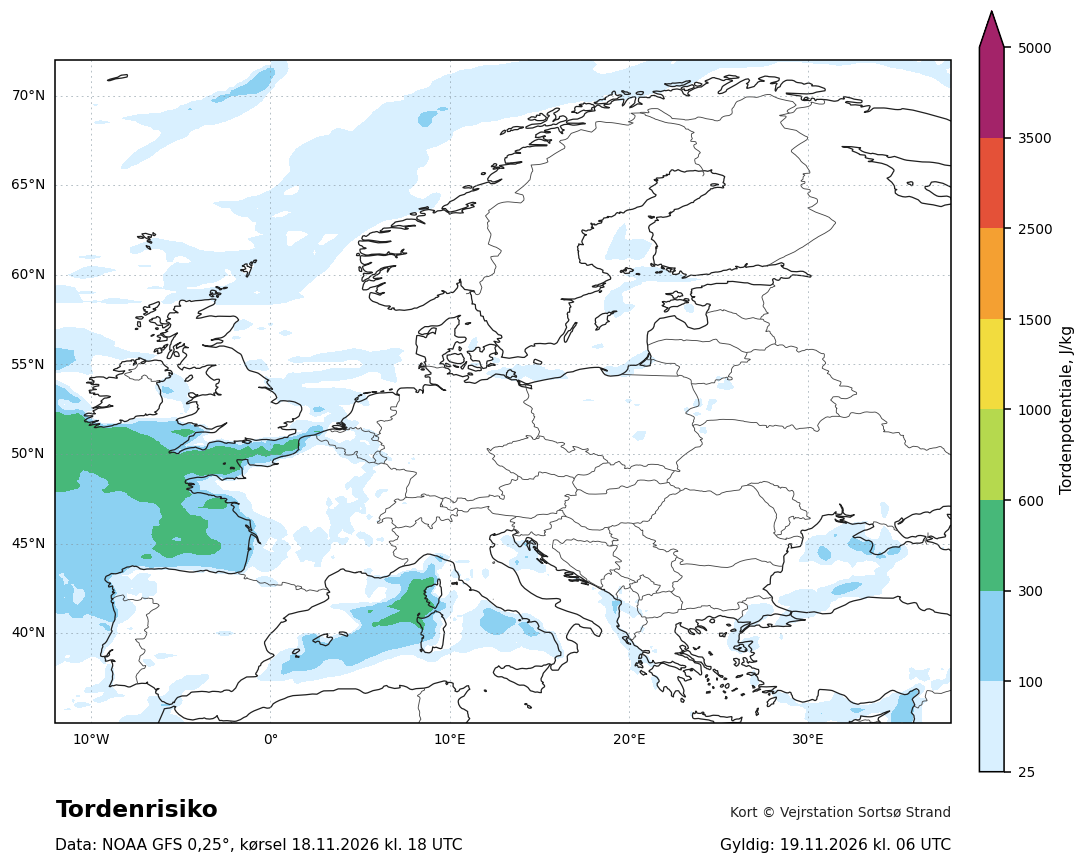 5000
3500
2500
1500
1000
600
300
100
25
Tordenpotentiale, J/kg
70°N
65°N
60°N
55°N
50°N
45°N
40°N
10°W
0°
10°E
20°E
30°E
Tordenrisiko
Kort © Vejrstation Sortsø Strand
Data: NOAA GFS 0,25°, kørsel 18.11.2026 kl. 18 UTC
Gyldig: 19.11.2026 kl. 06 UTC